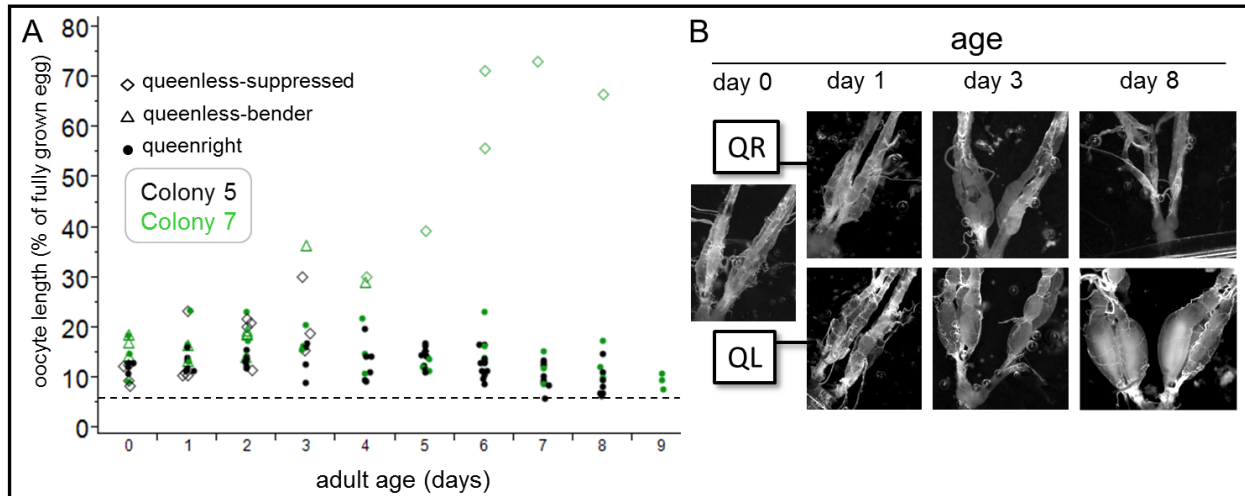 A
oocyte length (% of fully grown egg)
80
70
60
50
40
30
20
10
0
queenless-suppressed
queenless-bender
queenright
Colony 5
Colony 7
0 1 2 3 4 5 6 7 8 9
adult age (days)
B
age
day 0 day 1 day 3 day 8
QR
QL